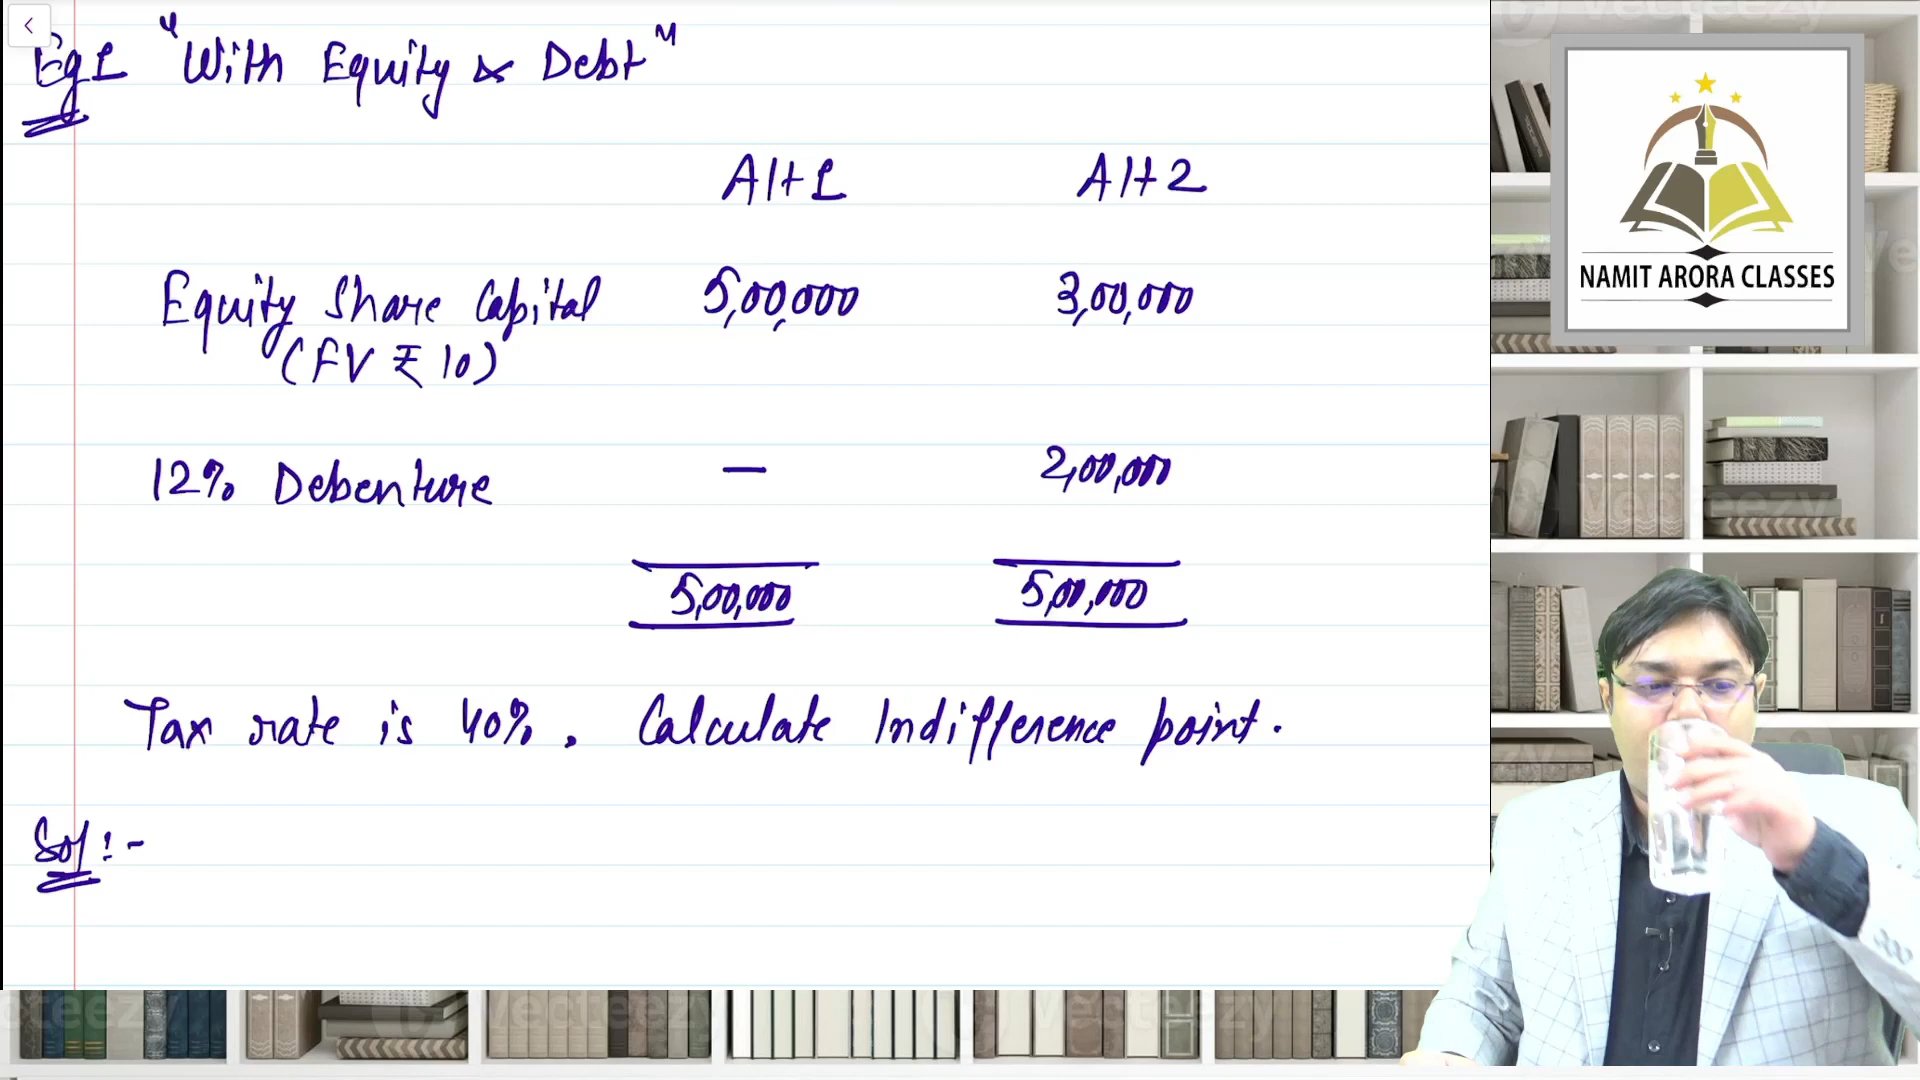 Eg 1 "With Equity & Debt"
Alt 1 Alt 2
Equity Share Capital 5,00,000 3,00,000
(FV ₹ 10)
12% Debenture — 2,00,000
5,00,000 5,00,000
Tax rate is 40%. Calculate Indifference point.
Sol :-
NAMIT ARORA CLASSES
vecteezy